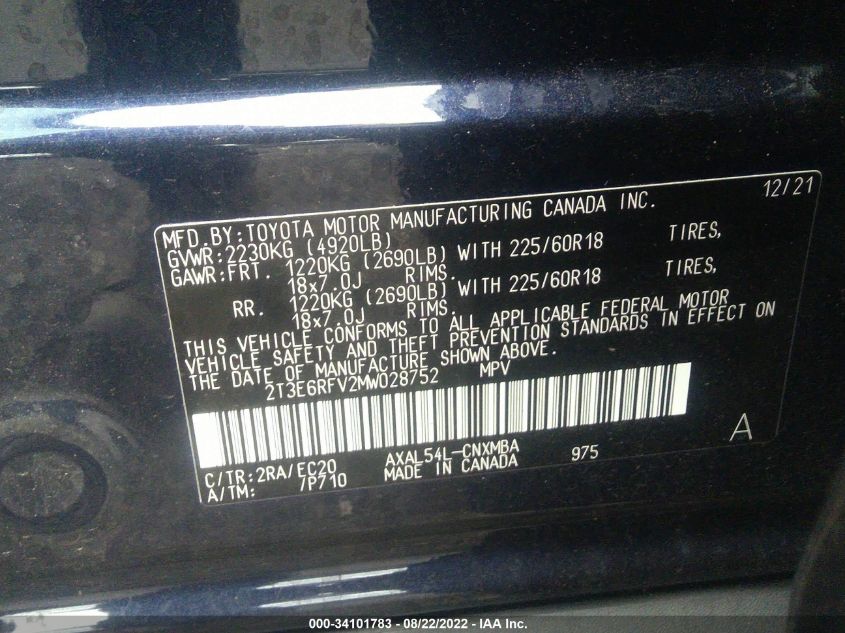 12/21
MFD.BY:TOYOTA MOTOR MANUFACTURING CANADA INC.
GVWR:2230KG (4920LB)
GAWR:FRT. 1220KG (2690LB) WITH 225/60R18 TIRES,
18x7.0J RIMS.
RR. 1220KG (2690LB) WITH 225/60R18 TIRES,
18x7.0J RIMS.
THIS VEHICLE CONFORMS TO ALL APPLICABLE FEDERAL MOTOR
VEHICLE SAFETY AND THEFT PREVENTION STANDARDS IN EFFECT ON
THE DATE OF MANUFACTURE SHOWN ABOVE.
2T3E6RFV2MW028752 MPV
A
C/TR:2RA/EC20 AXAL54L-CNXMBA 975
A/TM: 7P710 MADE IN CANADA
000-34101783 - 08/22/2022 - IAA Inc.